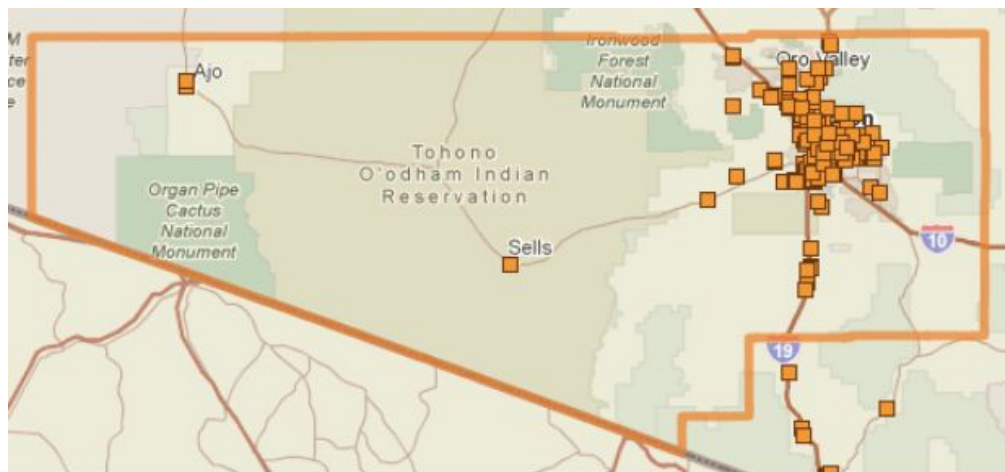 M
Ajo
Ironwood
Forest
National
Monument
Oro Valley
Tohono
O'odham Indian
Reservation
Organ Pipe
Cactus
National
Monument
Sells
10
19